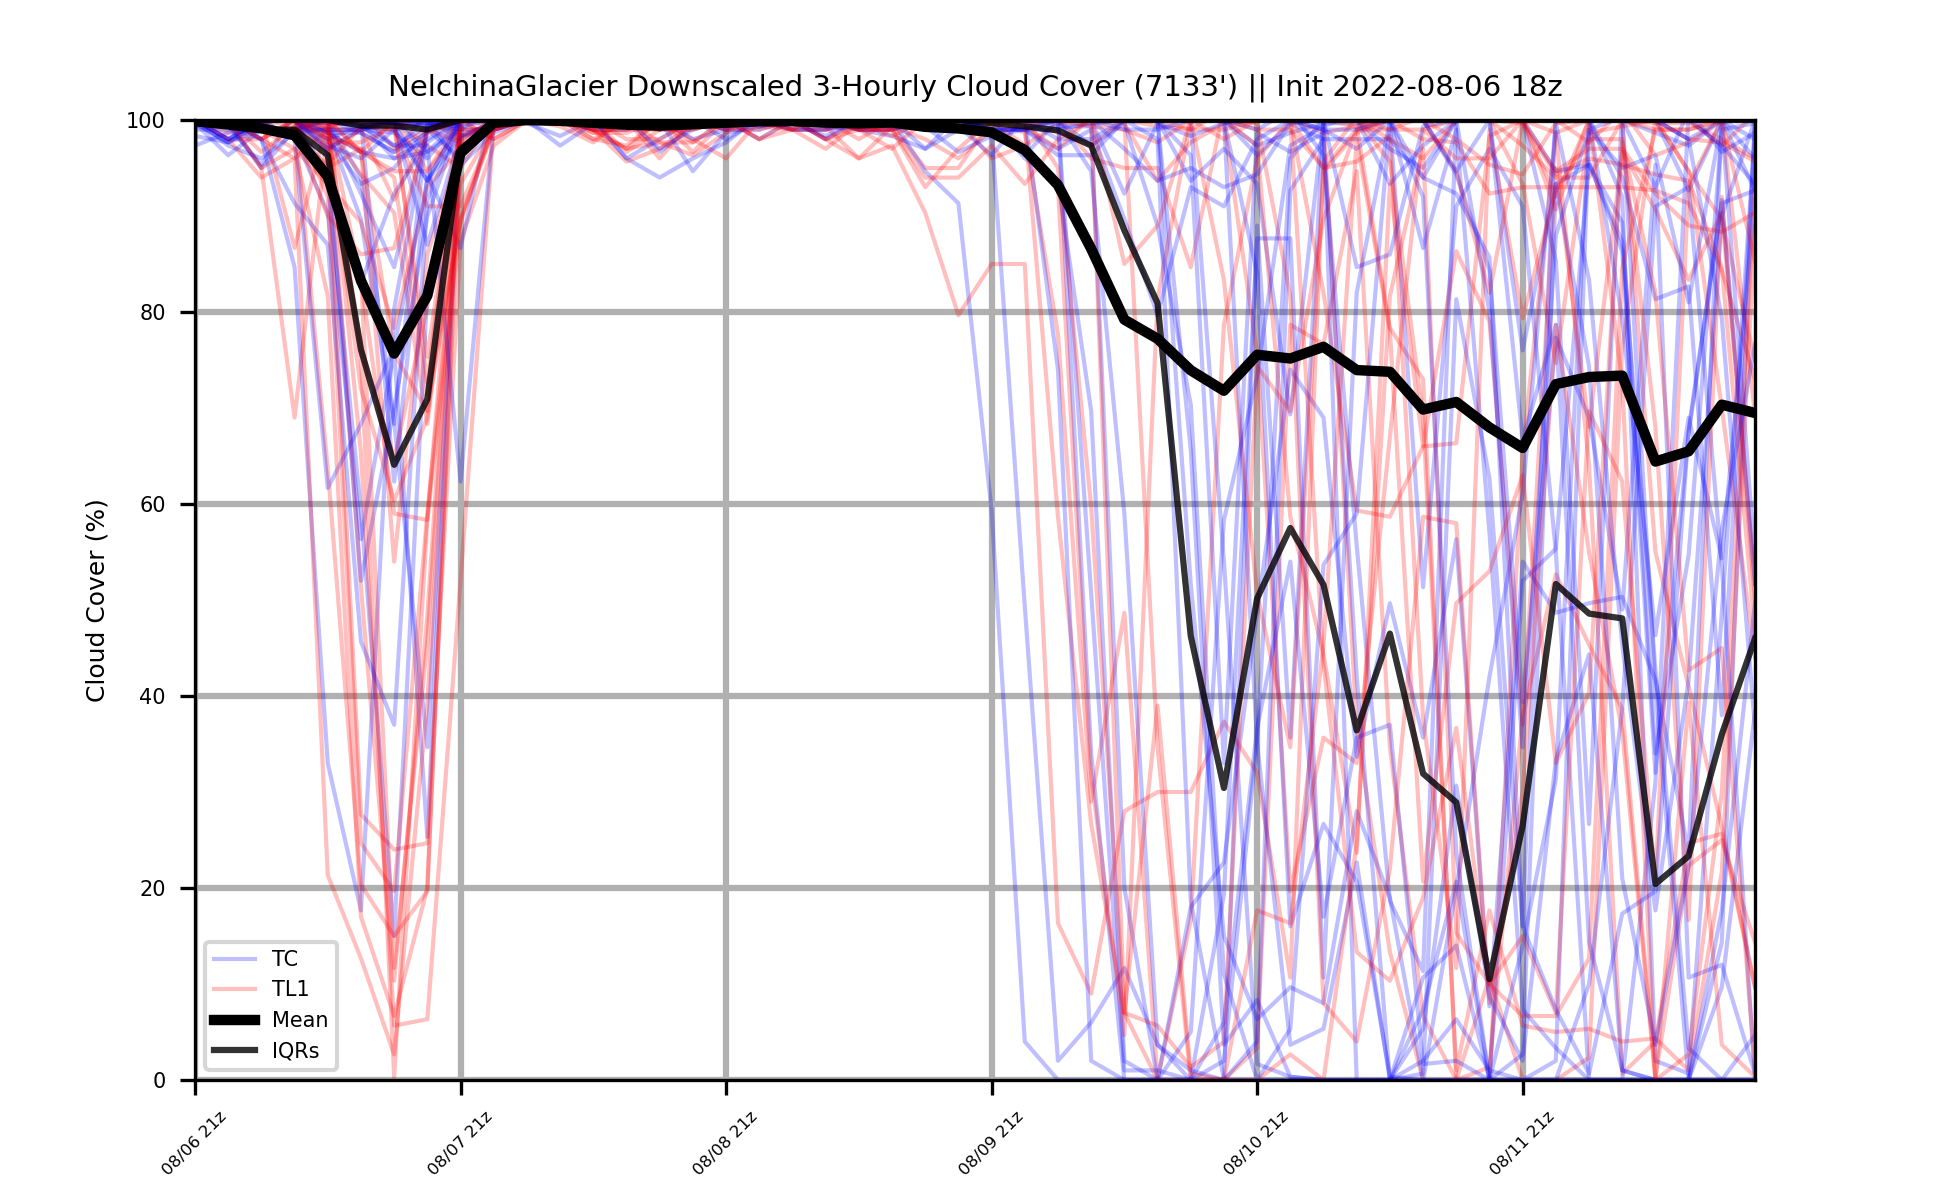 NelchinaGlacier Downscaled 3-Hourly Cloud Cover (7133') || Init 2022-08-06 18z
Cloud Cover (%)
100
80
60
40
20
0
TC
TL1
Mean
IQRs
08/06 21z
08/07 21z
08/08 21z
08/09 21z
08/10 21z
08/11 21z